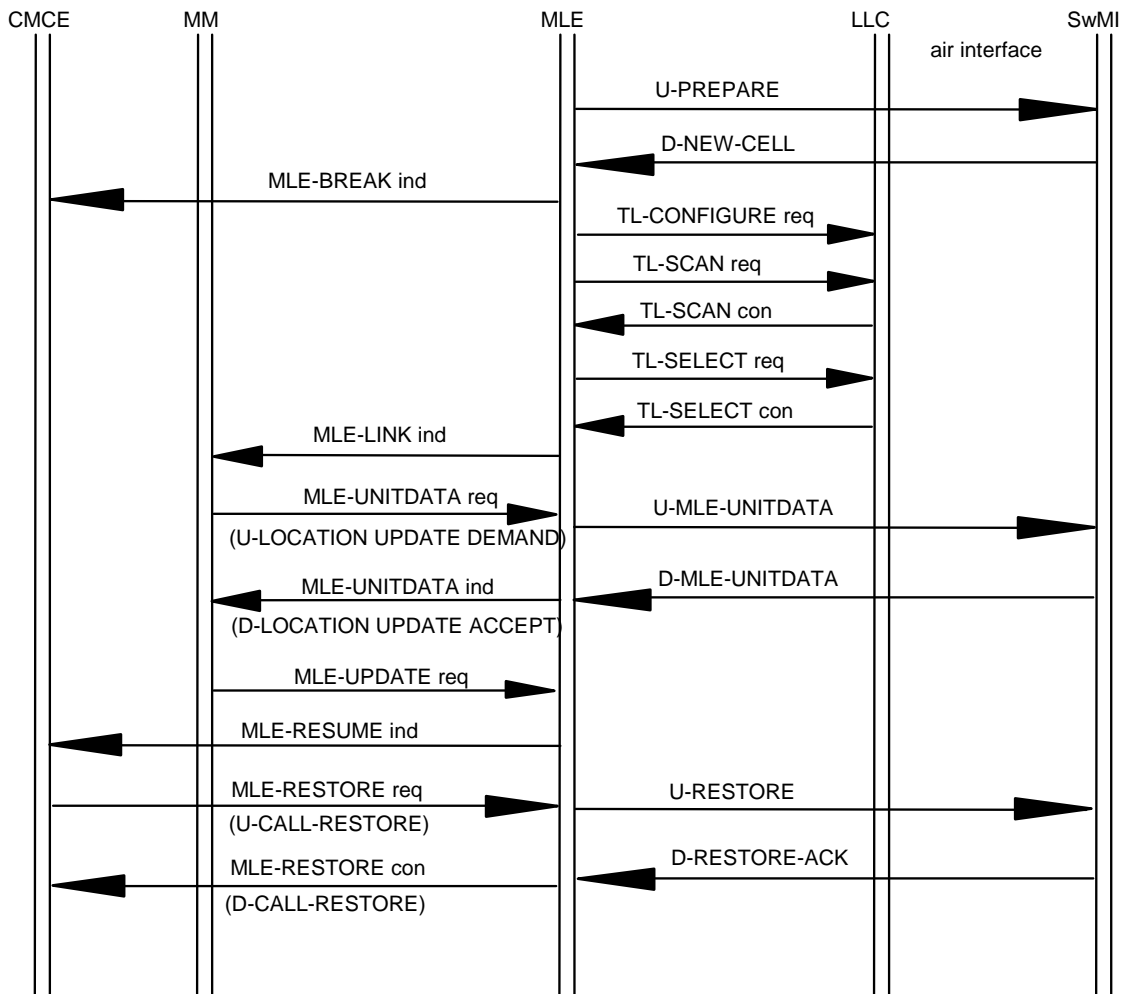 CMCE MM MLE LLC SwMI
air interface
U-PREPARE
D-NEW-CELL
MLE-BREAK ind
TL-CONFIGURE req
TL-SCAN req
TL-SCAN con
TL-SELECT req
TL-SELECT con
MLE-LINK ind
MLE-UNITDATA req
U-MLE-UNITDATA
(U-LOCATION UPDATE DEMAND)
D-MLE-UNITDATA
MLE-UNITDATA ind
(D-LOCATION UPDATE ACCEPT)
MLE-UPDATE req
MLE-RESUME ind
MLE-RESTORE req
U-RESTORE
(U-CALL-RESTORE)
D-RESTORE-ACK
MLE-RESTORE con
(D-CALL-RESTORE)